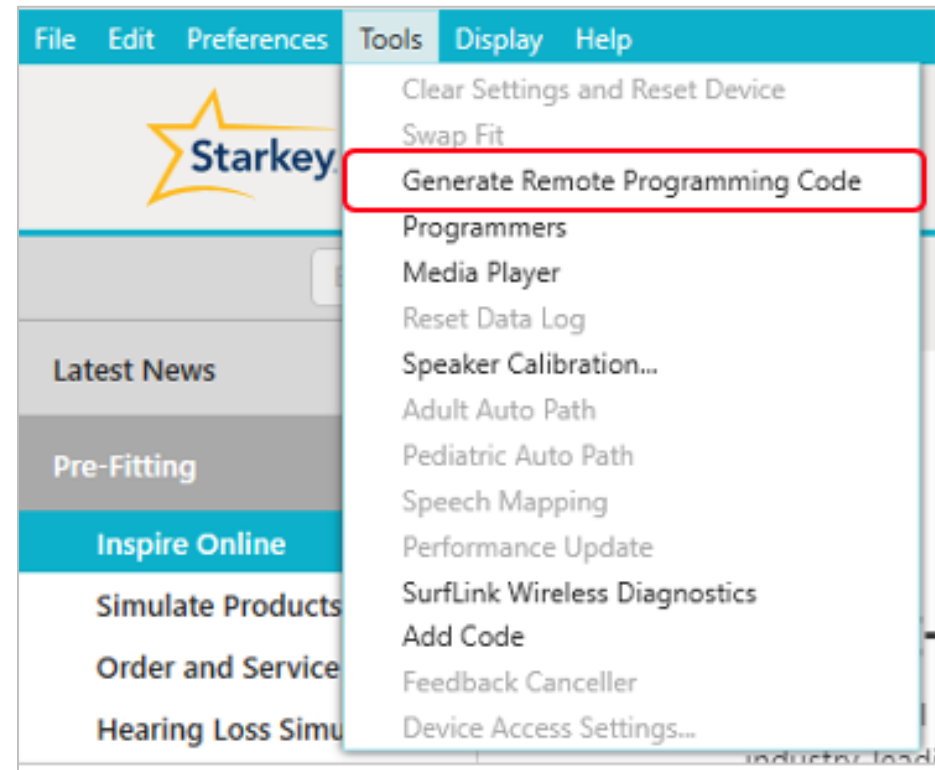 File Edit Preferences Tools Display Help
Starkey
Clear Settings and Reset Device
Swap Fit
Generate Remote Programming Code
Programmers
Media Player
Reset Data Log
Speaker Calibration...
Adult Auto Path
Pediatric Auto Path
Speech Mapping
Performance Update
SurfLink Wireless Diagnostics
Add Code
Feedback Canceller
Device Access Settings...
Latest News
Pre-Fitting
Inspire Online
Simulate Products
Order and Service
Hearing Loss Simu